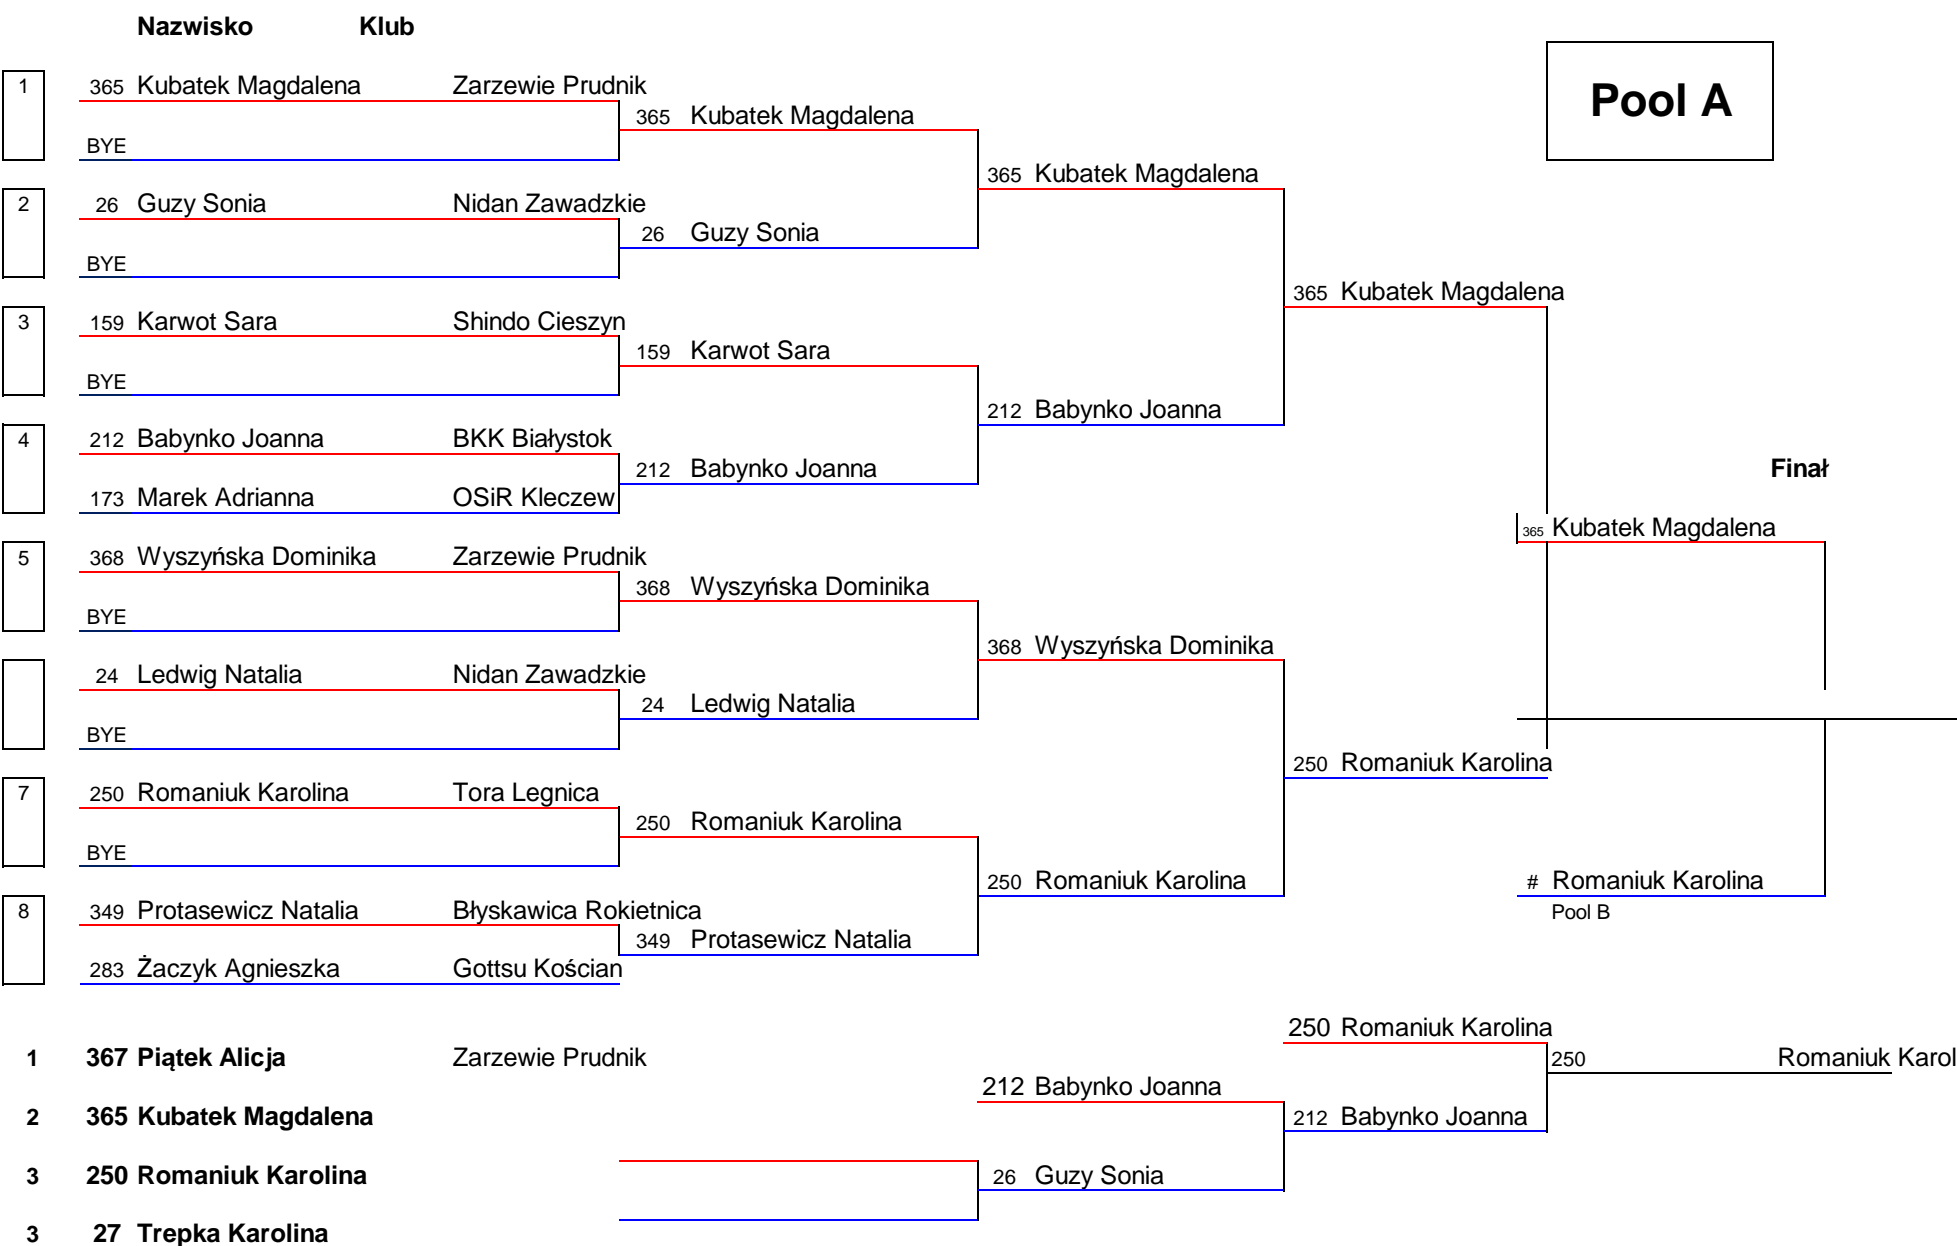 Nazwisko Klub
Pool A
1 365 Kubatek Magdalena Zarzewie Prudnik
365 Kubatek Magdalena
BYE
365 Kubatek Magdalena
2 26 Guzy Sonia Nidan Zawadzkie
26 Guzy Sonia
BYE
365 Kubatek Magdalena
3 159 Karwot Sara Shindo Cieszyn
159 Karwot Sara
BYE
212 Babynko Joanna
4 212 Babynko Joanna BKK Białystok
212 Babynko Joanna
Finał
173 Marek Adrianna OSiR Kleczew
365 Kubatek Magdalena
5 368 Wyszyńska Dominika Zarzewie Prudnik
368 Wyszyńska Dominika
BYE
368 Wyszyńska Dominika
24 Ledwig Natalia Nidan Zawadzkie
24 Ledwig Natalia
BYE
250 Romaniuk Karolina
7 250 Romaniuk Karolina Tora Legnica
250 Romaniuk Karolina
BYE
250 Romaniuk Karolina
# Romaniuk Karolina
8 349 Protasewicz Natalia Błyskawica Rokietnica
Pool B
349 Protasewicz Natalia
283 Żaczyk Agnieszka Gottsu Kościan
250 Romaniuk Karolina
1 367 Piątek Alicja Zarzewie Prudnik
250 Romaniuk Karol
212 Babynko Joanna
2 365 Kubatek Magdalena
212 Babynko Joanna
3 250 Romaniuk Karolina
26 Guzy Sonia
3 27 Trepka Karolina